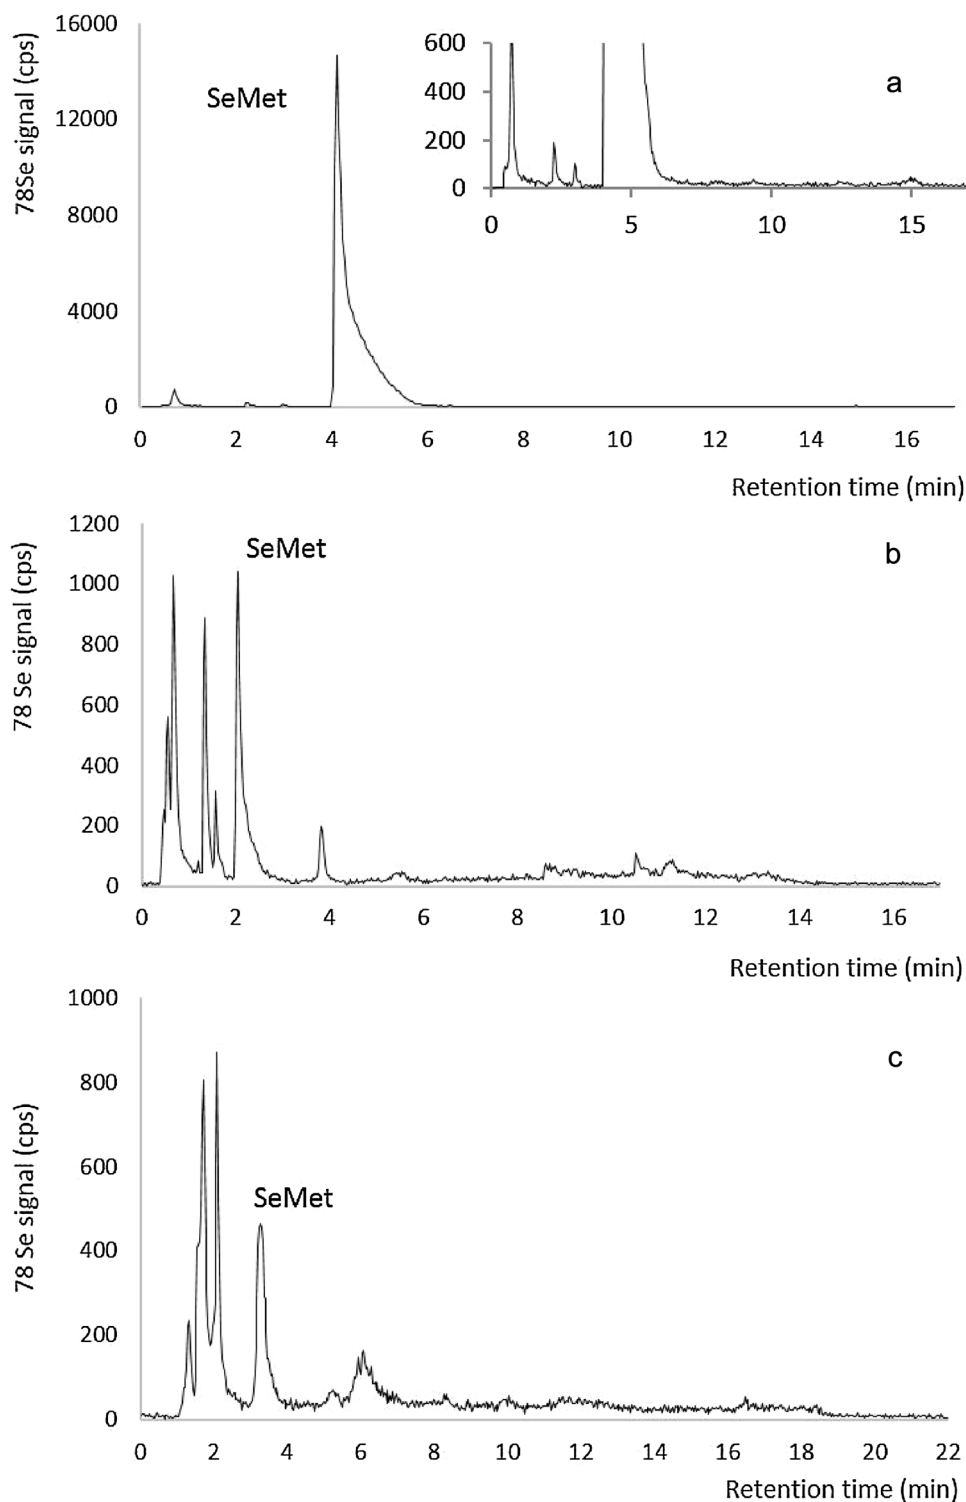 16000
12000
8000
4000
0
78Se signal (cps)
SeMet
0 2 4 6 8 10 12 14 16
Retention time (min)
600
400
200
0
0 5 10 15
a
1200
1000
800
600
400
200
0
78 Se signal (cps)
SeMet
b
0 2 4 6 8 10 12 14 16
Retention time (min)
1000
800
600
400
200
0
78 Se signal (cps)
SeMet
c
0 2 4 6 8 10 12 14 16 18 20 22
Retention time (min)